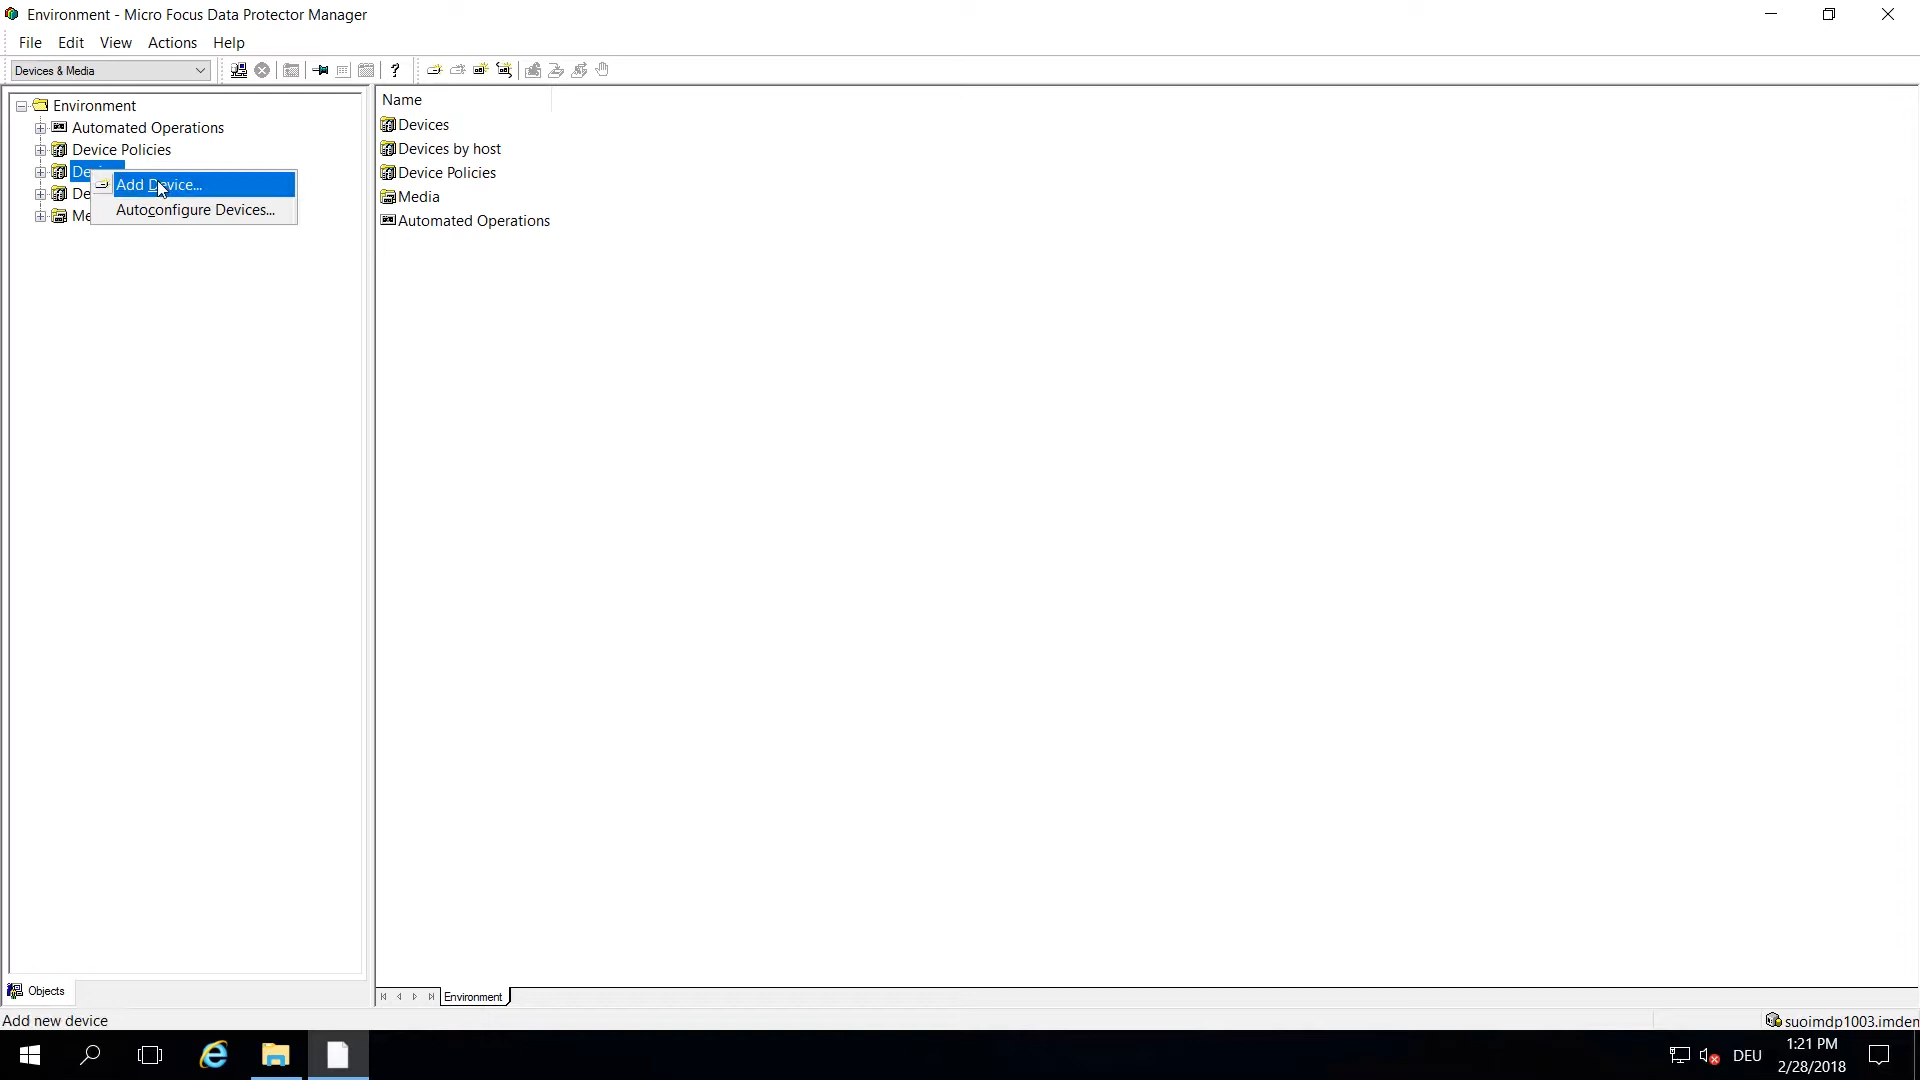 Environment - Micro Focus Data Protector Manager
File Edit View Actions Help
Devices & Media
Environment
Automated Operations
Device Policies
Add Device...
Autoconfigure Devices...
Name
Devices
Devices by host
Device Policies
Media
Automated Operations
Objects
Environment
Add new device
suoimdp1003.imden
DEU
1:21 PM
2/28/2018